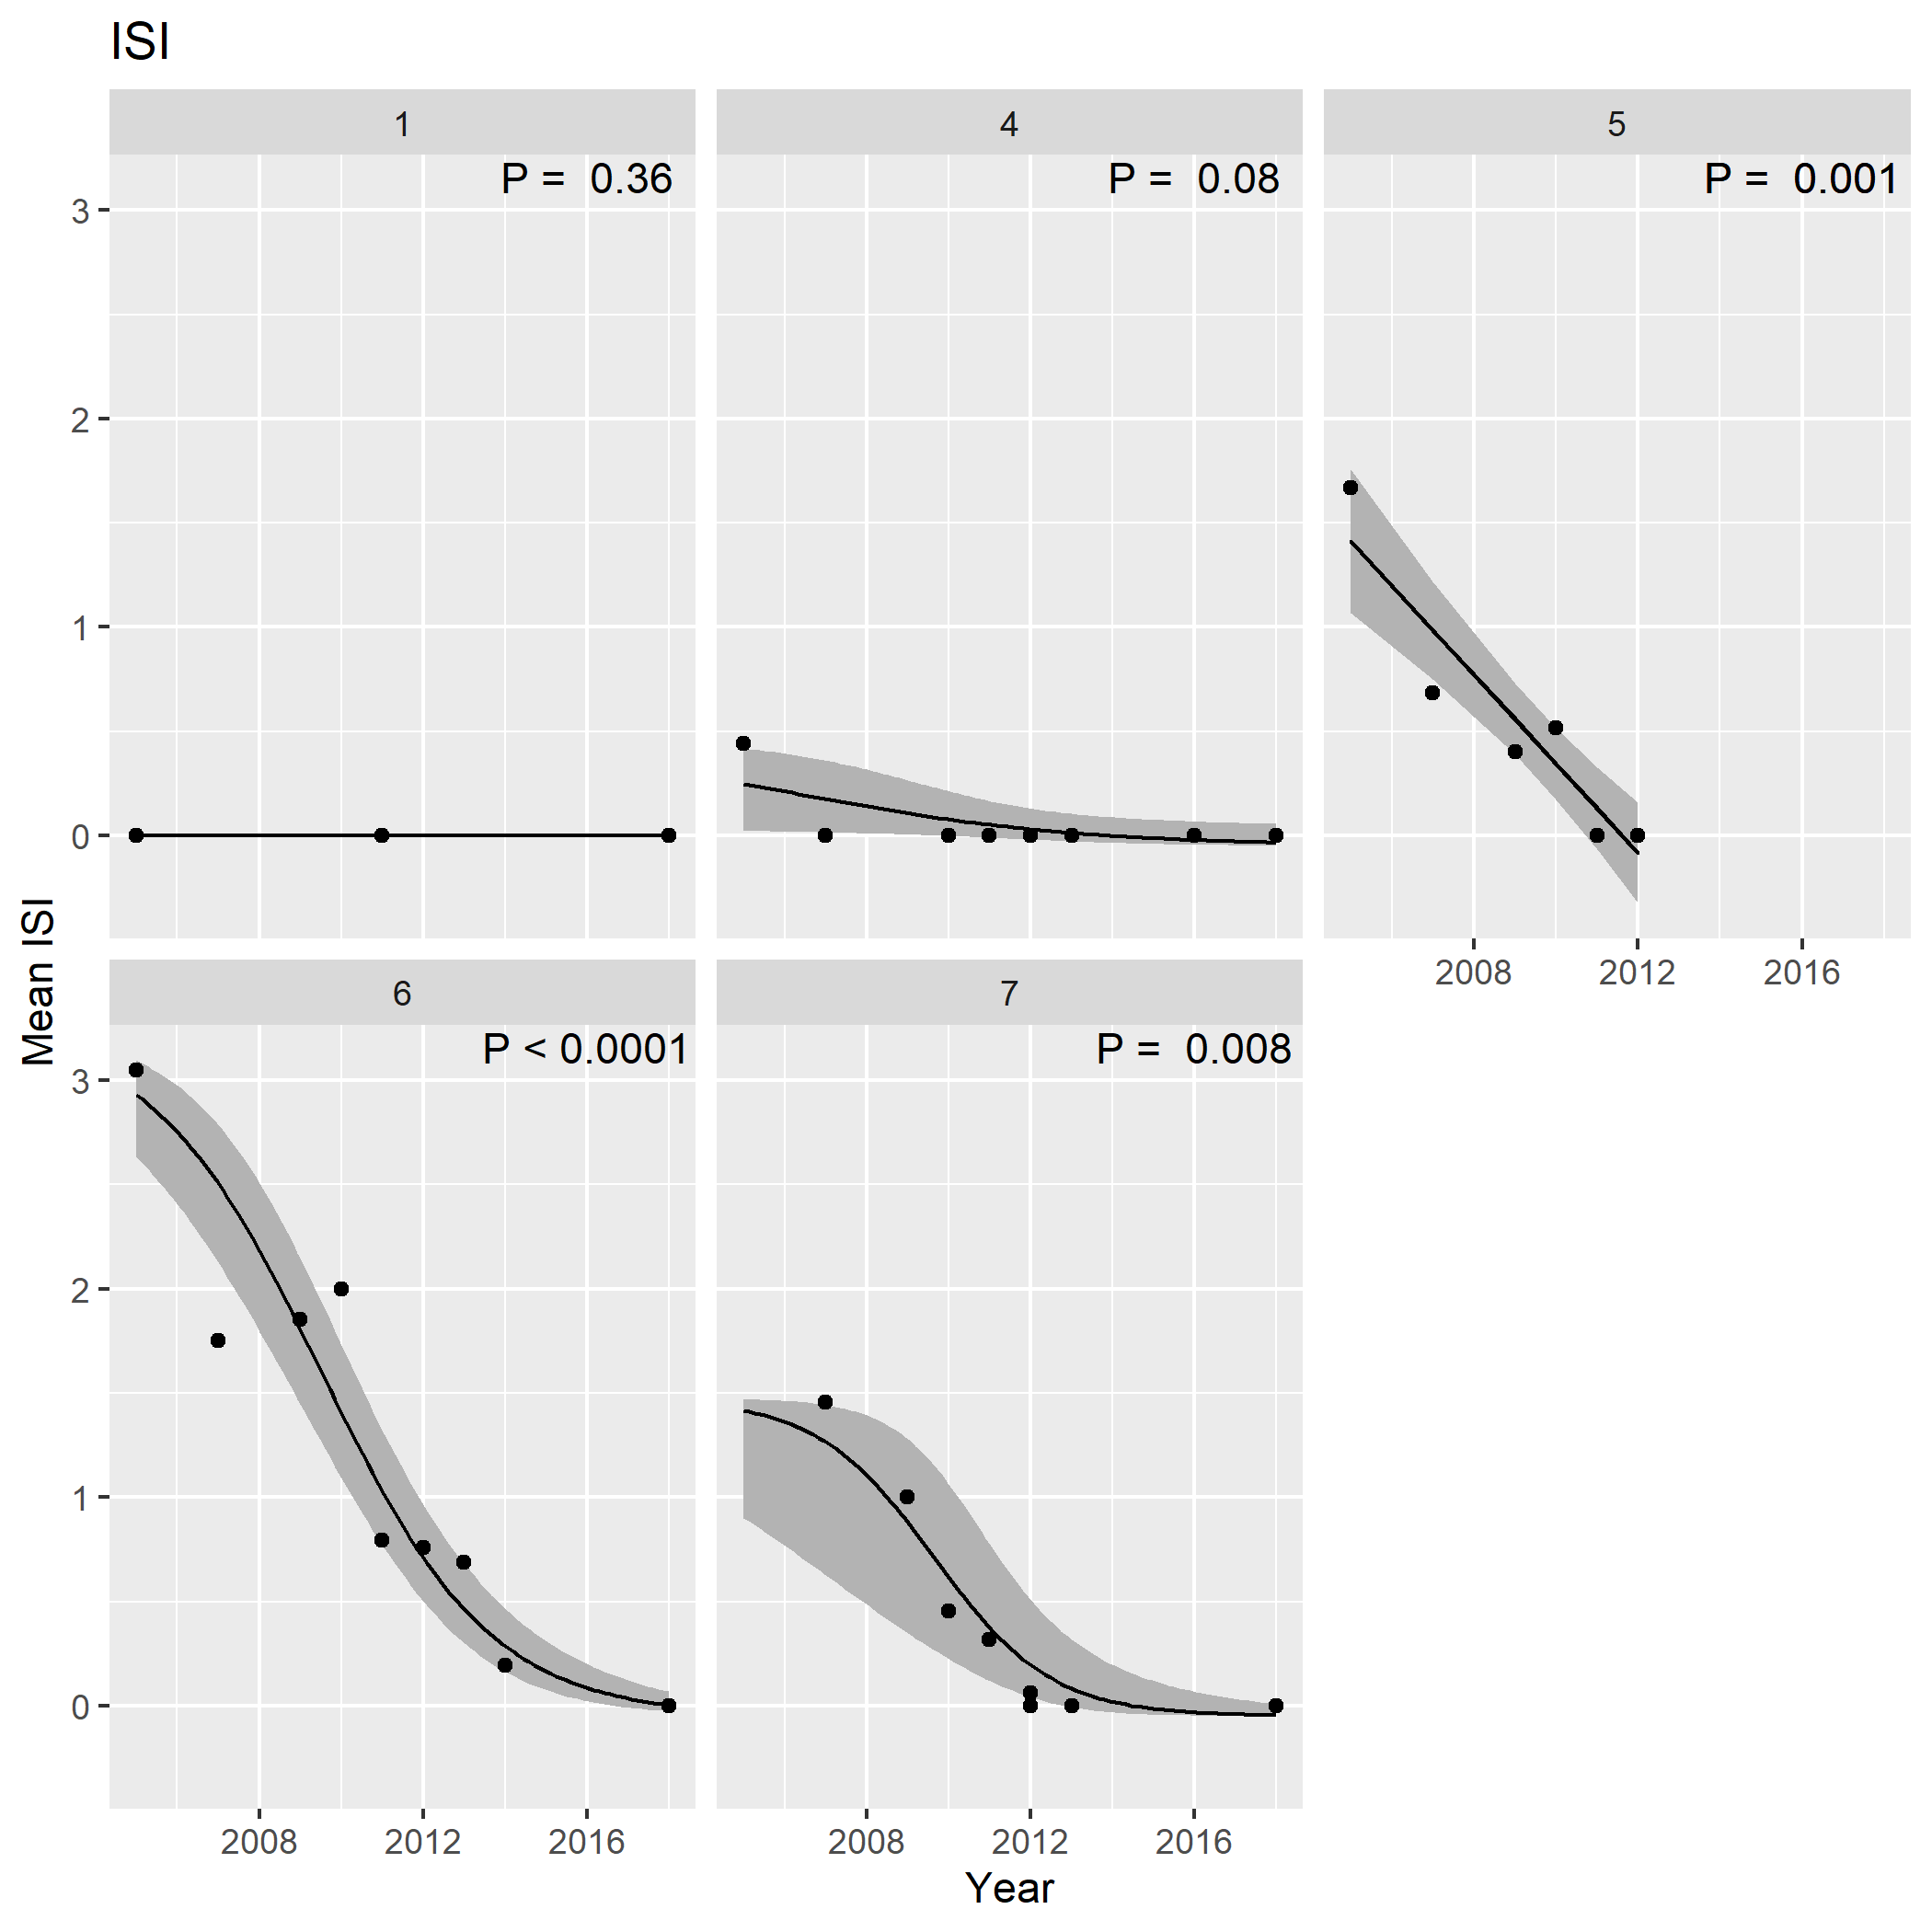 ISI
1
4
5
P =  0.36
P =  0.08
P =  0.001
3
2
1
0
2008
2012
2016
Mean ISI
6
7
P < 0.0001
P =  0.008
3
2
1
0
2008
2012
2016
2008
2012
2016
Year